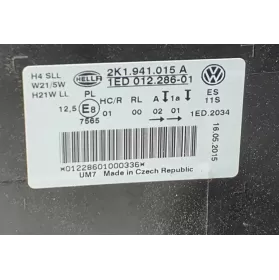 H4 SLL HELLA 2K1.941.015 A
W21/5W 1ED 012.286-01
H21W LL PL ES
HC/R RL A 1a 11S
12,5 E8 01 00 02 01 1ED.2034
7565
16.05.2015
*01228601000336*
UM7 Made in Czech Republic